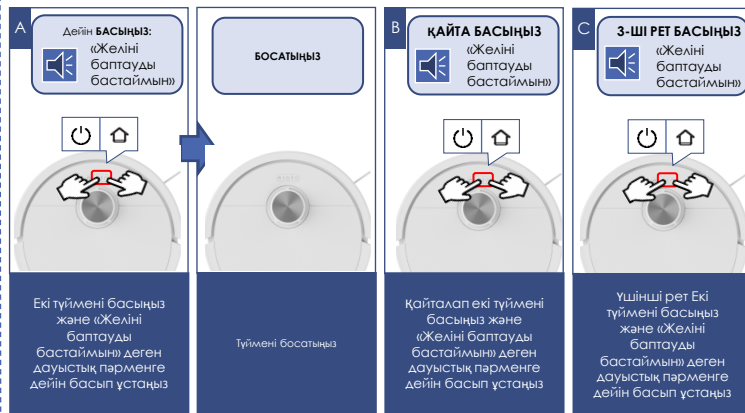 A
Дейін БАСЫҢЫЗ:
«Желіні
баптауды
бастаймын»
Екі түймені басыңыз
және «Желіні
баптауды
бастаймын» деген
дауыстық пәрменге
дейін басып ұстаңыз
БОСАТЫҢЫЗ
Түймені босатыңыз
B
ҚАЙТА БАСЫҢЫЗ
«Желіні
баптауды
бастаймын»
Қайталап екі түймені
басыңыз және
«Желіні баптауды
бастаймын» деген
дауыстық пәрменге
дейін басып ұстаңыз
C
3-ШІ РЕТ БАСЫҢЫЗ
«Желіні
баптауды
бастаймын»
Үшінші рет Екі
түймені басыңыз
және «Желіні
баптауды
бастаймын» деген
дауыстық пәрменге
дейін басып ұстаңыз